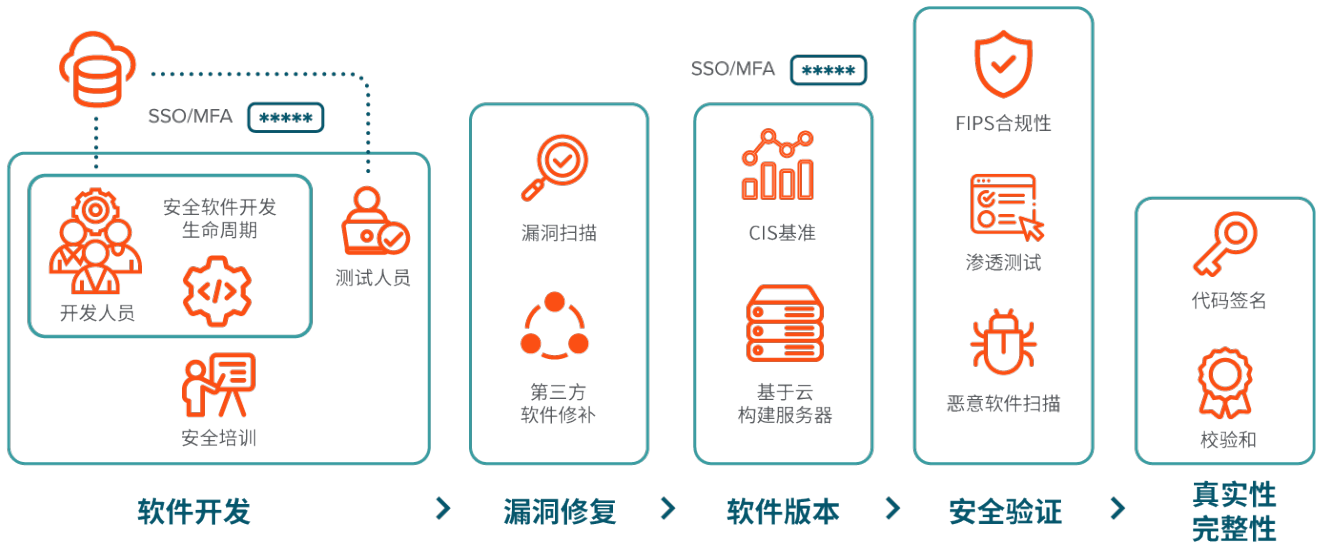 SSO/MFA
*****
安全软件开发
生命周期
开发人员
测试人员
安全培训
软件开发
漏洞扫描
第三方
软件修补
漏洞修复
SSO/MFA
*****
CIS基准
基于云
构建服务器
软件版本
FIPS合规性
渗透测试
恶意软件扫描
安全验证
代码签名
校验和
真实性
完整性